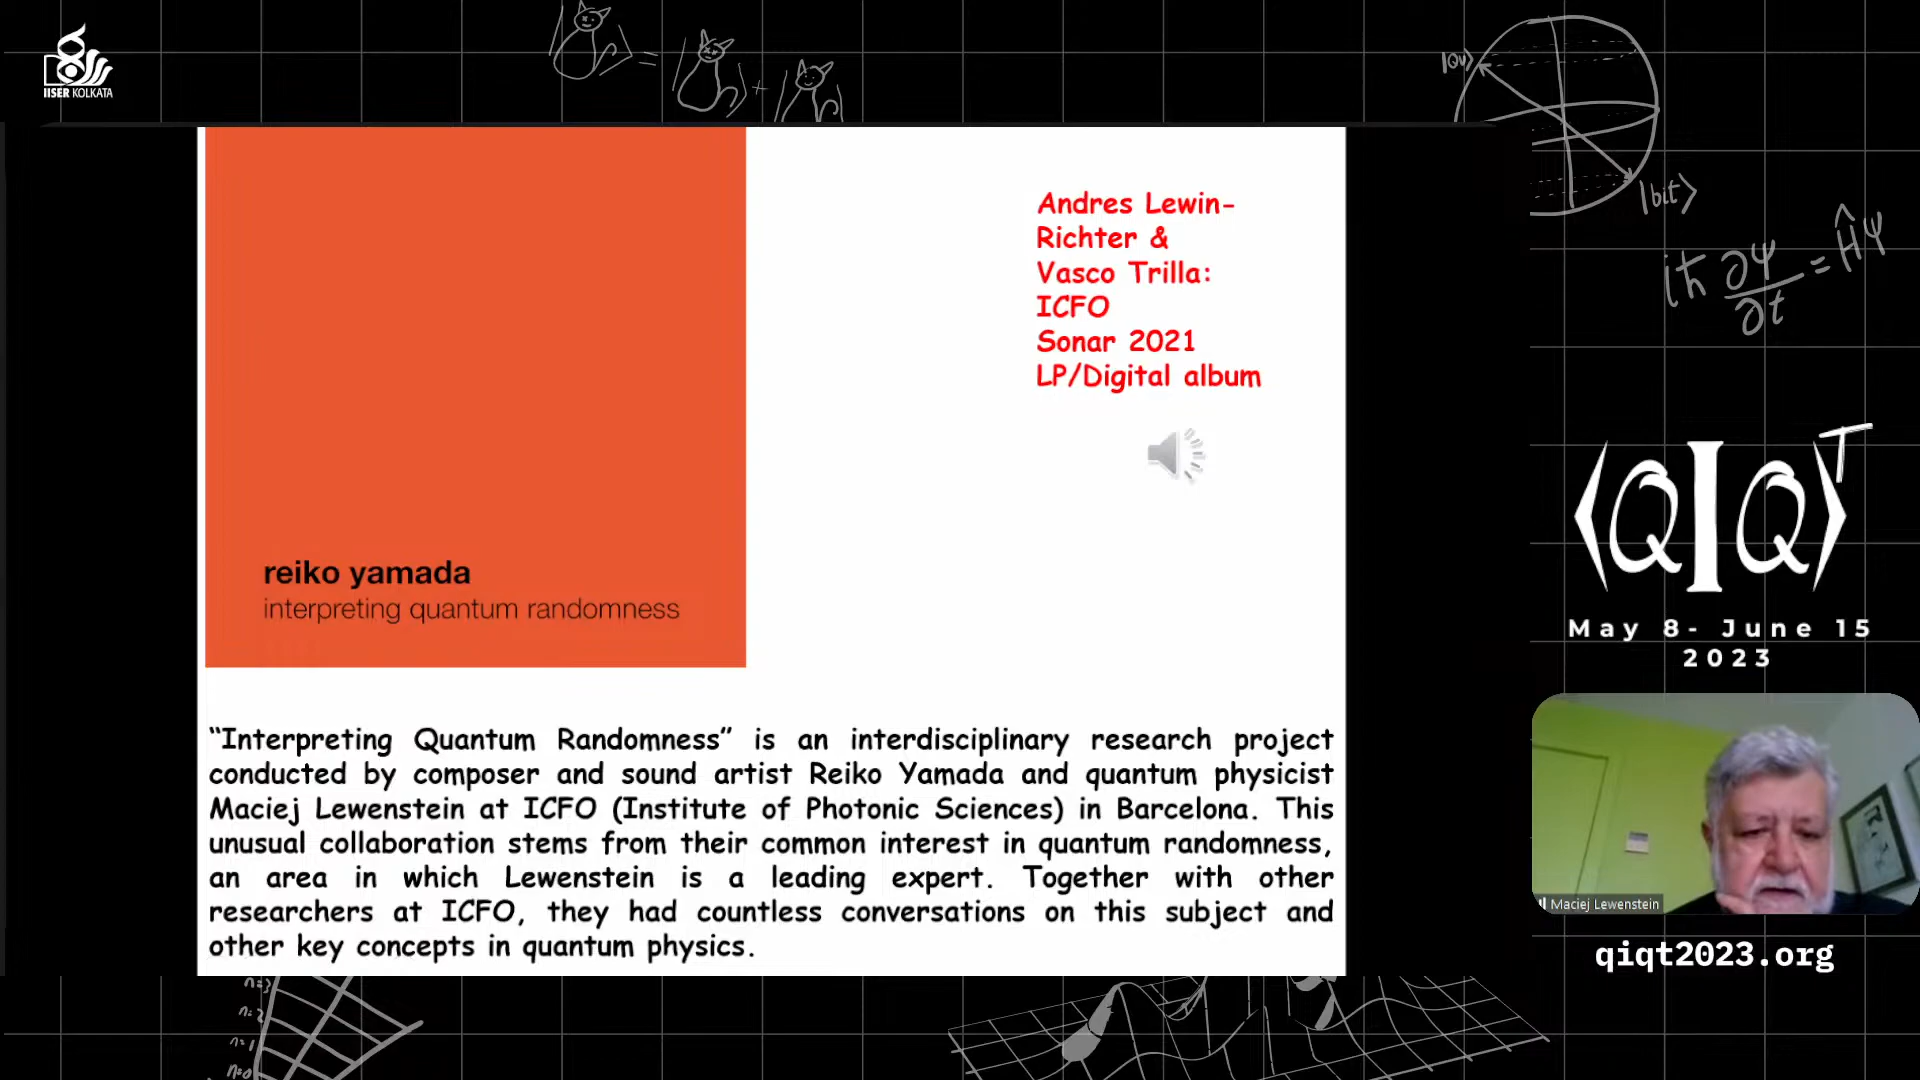 IISER KOLKATA
|0ν⟩
|bit⟩
iħ ∂Ψ/∂t = ĤΨ
Andres Lewin-
Richter &
Vasco Trilla:
ICFO
Sonar 2021
LP/Digital album
reiko yamada
interpreting quantum randomness
“Interpreting Quantum Randomness” is an interdisciplinary research project
conducted by composer and sound artist Reiko Yamada and quantum physicist
Maciej Lewenstein at ICFO (Institute of Photonic Sciences) in Barcelona. This
unusual collaboration stems from their common interest in quantum randomness,
an area in which Lewenstein is a leading expert. Together with other
researchers at ICFO, they had countless conversations on this subject and
other key concepts in quantum physics.
⟨QIQ⟩T
May 8- June 15
2023
Maciej Lewenstein
qiqt2023.org
n=3
n=2
n=1
n=0